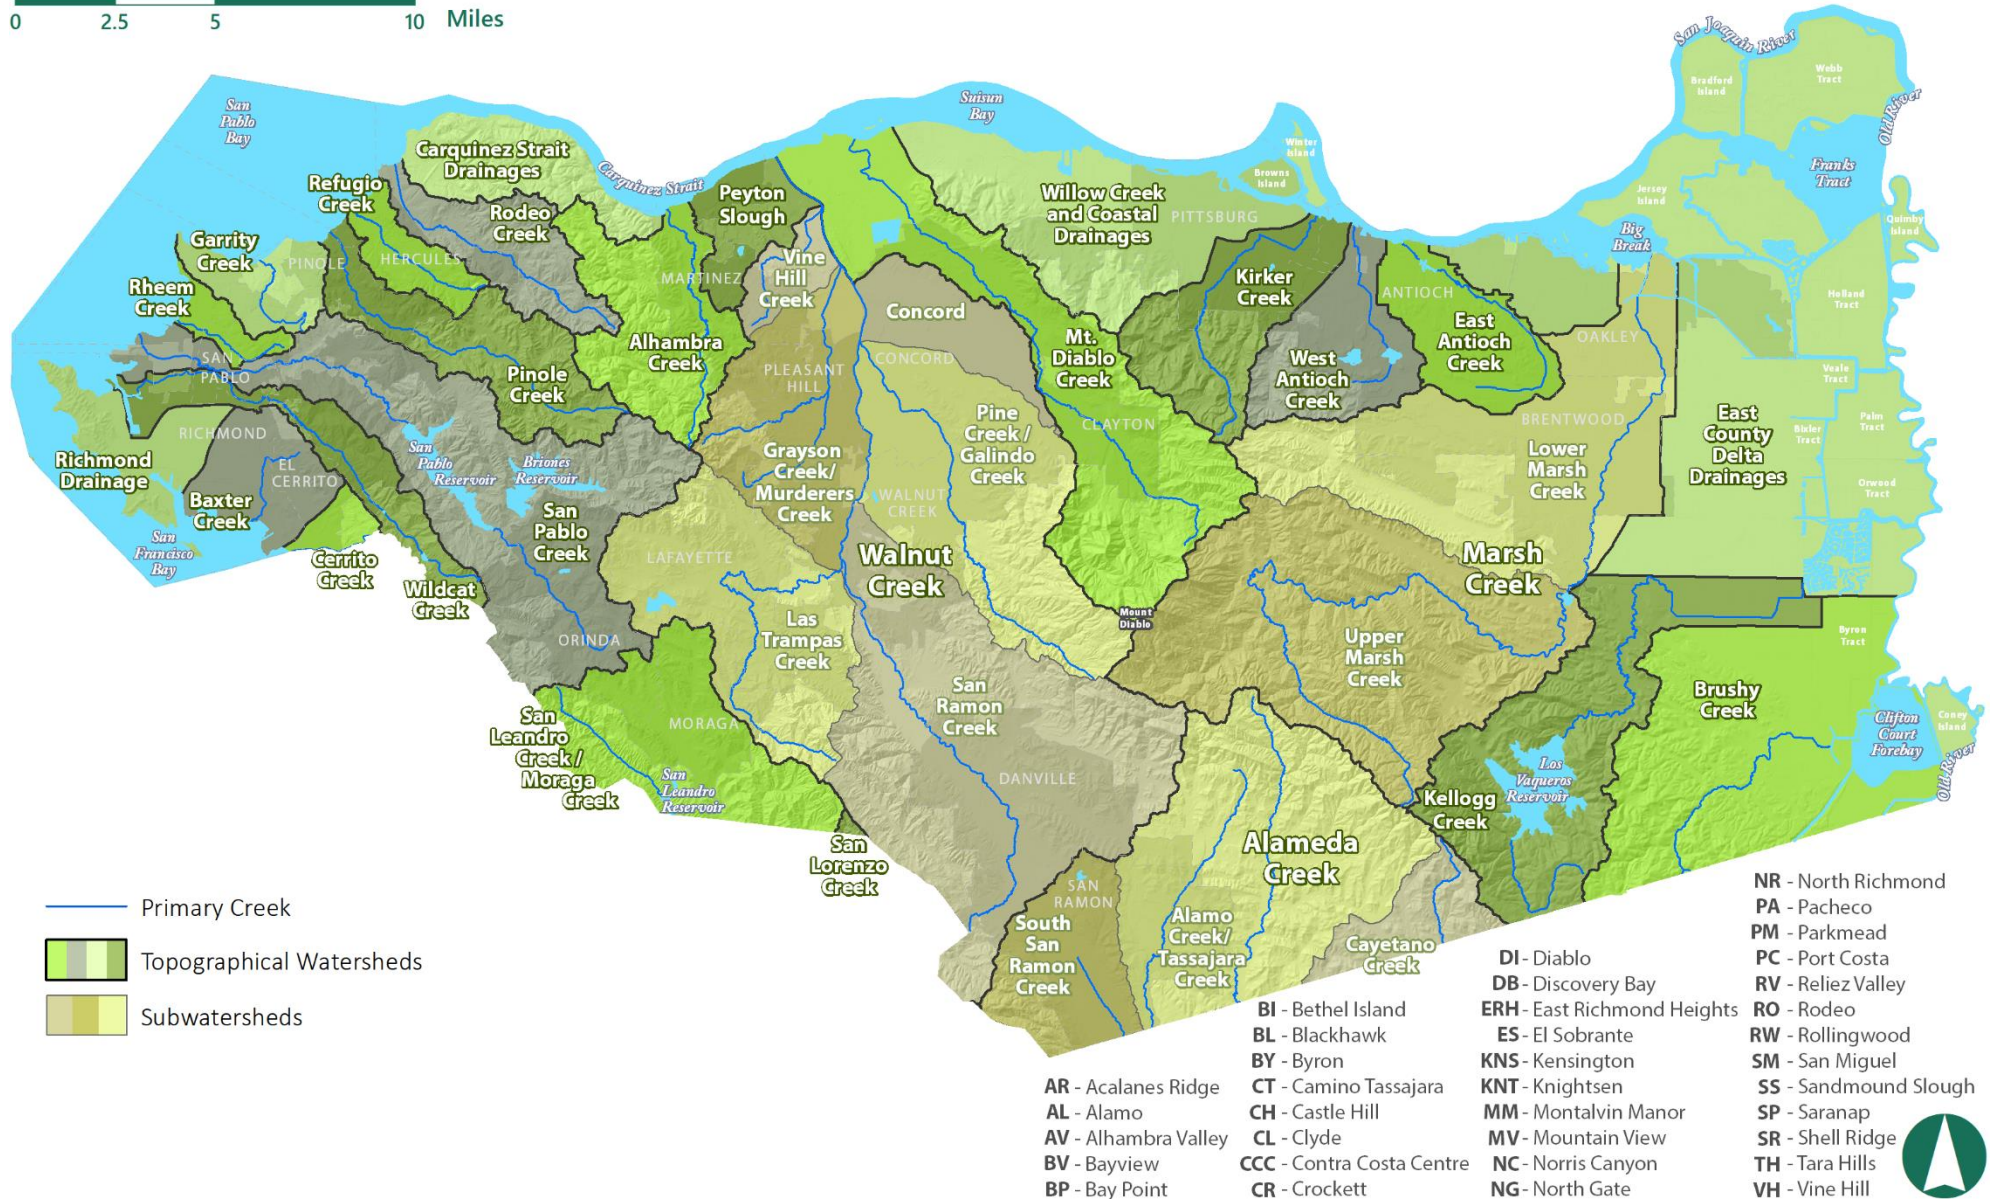 0 2.5 5 10 Miles
San
Pablo
Bay
Carquinez Strait
Drainages
Carquinez Strait
Suisun
Bay
San Joaquin River
Bradford
Island
Webb
Tract
Old River
Franks
Tract
Winter
Island
Browns
Island
Jersey
Island
Quimby
Island
Big
Break
Holland
Tract
Refugio
Creek
Rodeo
Creek
Peyton
Slough
Willow Creek
and Coastal
Drainages
PITTSBURG
Garrity
Creek
PINOLE
HERCULES
MARTINEZ
Vine
Hill
Creek
Kirker
Creek
ANTIOCH
Rheem
Creek
Concord
East
Antioch
Creek
OAKLEY
SAN
PABLO
Alhambra
Creek
PLEASANT
HILL
CONCORD
Mt.
Diablo
Creek
West
Antioch
Creek
Veale
Tract
Pinole
Creek
CLAYTON
BRENTWOOD
Palm
Tract
Bixler
Tract
RICHMOND
Pine
Creek /
Galindo
Creek
East
County
Delta
Drainages
Richmond
Drainage
EL
CERRITO
San
Pablo
Reservoir
Briones
Reservoir
Grayson
Creek/
Murderers
Creek
Lower
Marsh
Creek
Orwood
Tract
Baxter
Creek
WALNUT
CREEK
San
Pablo
Creek
San
Francisco
Bay
Cerrito
Creek
Wildcat
Creek
LAFAYETTE
Walnut
Creek
Marsh
Creek
Mount
Diablo
ORINDA
Las
Trampas
Creek
Upper
Marsh
Creek
Byron
Tract
San
Ramon
Creek
Brushy
Creek
San
Leandro
Creek /
Moraga
Creek
MORAGA
San
Leandro
Reservoir
DANVILLE
Los
Vaqueros
Reservoir
Clifton
Court
Forebay
Coney
Island
Old River
Kellogg
Creek
San
Lorenzo
Creek
Alameda
Creek
SAN
RAMON
South
San
Ramon
Creek
Alamo
Creek/
Tassajara
Creek
Cayetano
Creek
Primary Creek
Topographical Watersheds
Subwatersheds
AR - Acalanes Ridge
AL - Alamo
AV - Alhambra Valley
BV - Bayview
BP - Bay Point
BI - Bethel Island
BL - Blackhawk
BY - Byron
CT - Camino Tassajara
CH - Castle Hill
CL - Clyde
CCC - Contra Costa Centre
CR - Crockett
DI - Diablo
DB - Discovery Bay
ERH - East Richmond Heights
ES - El Sobrante
KNS - Kensington
KNT - Knightsen
MM - Montalvin Manor
MV - Mountain View
NC - Norris Canyon
NG - North Gate
NR - North Richmond
PA - Pacheco
PM - Parkmead
PC - Port Costa
RV - Reliez Valley
RO - Rodeo
RW - Rollingwood
SM - San Miguel
SS - Sandmound Slough
SP - Saranap
SR - Shell Ridge
TH - Tara Hills
VH - Vine Hill